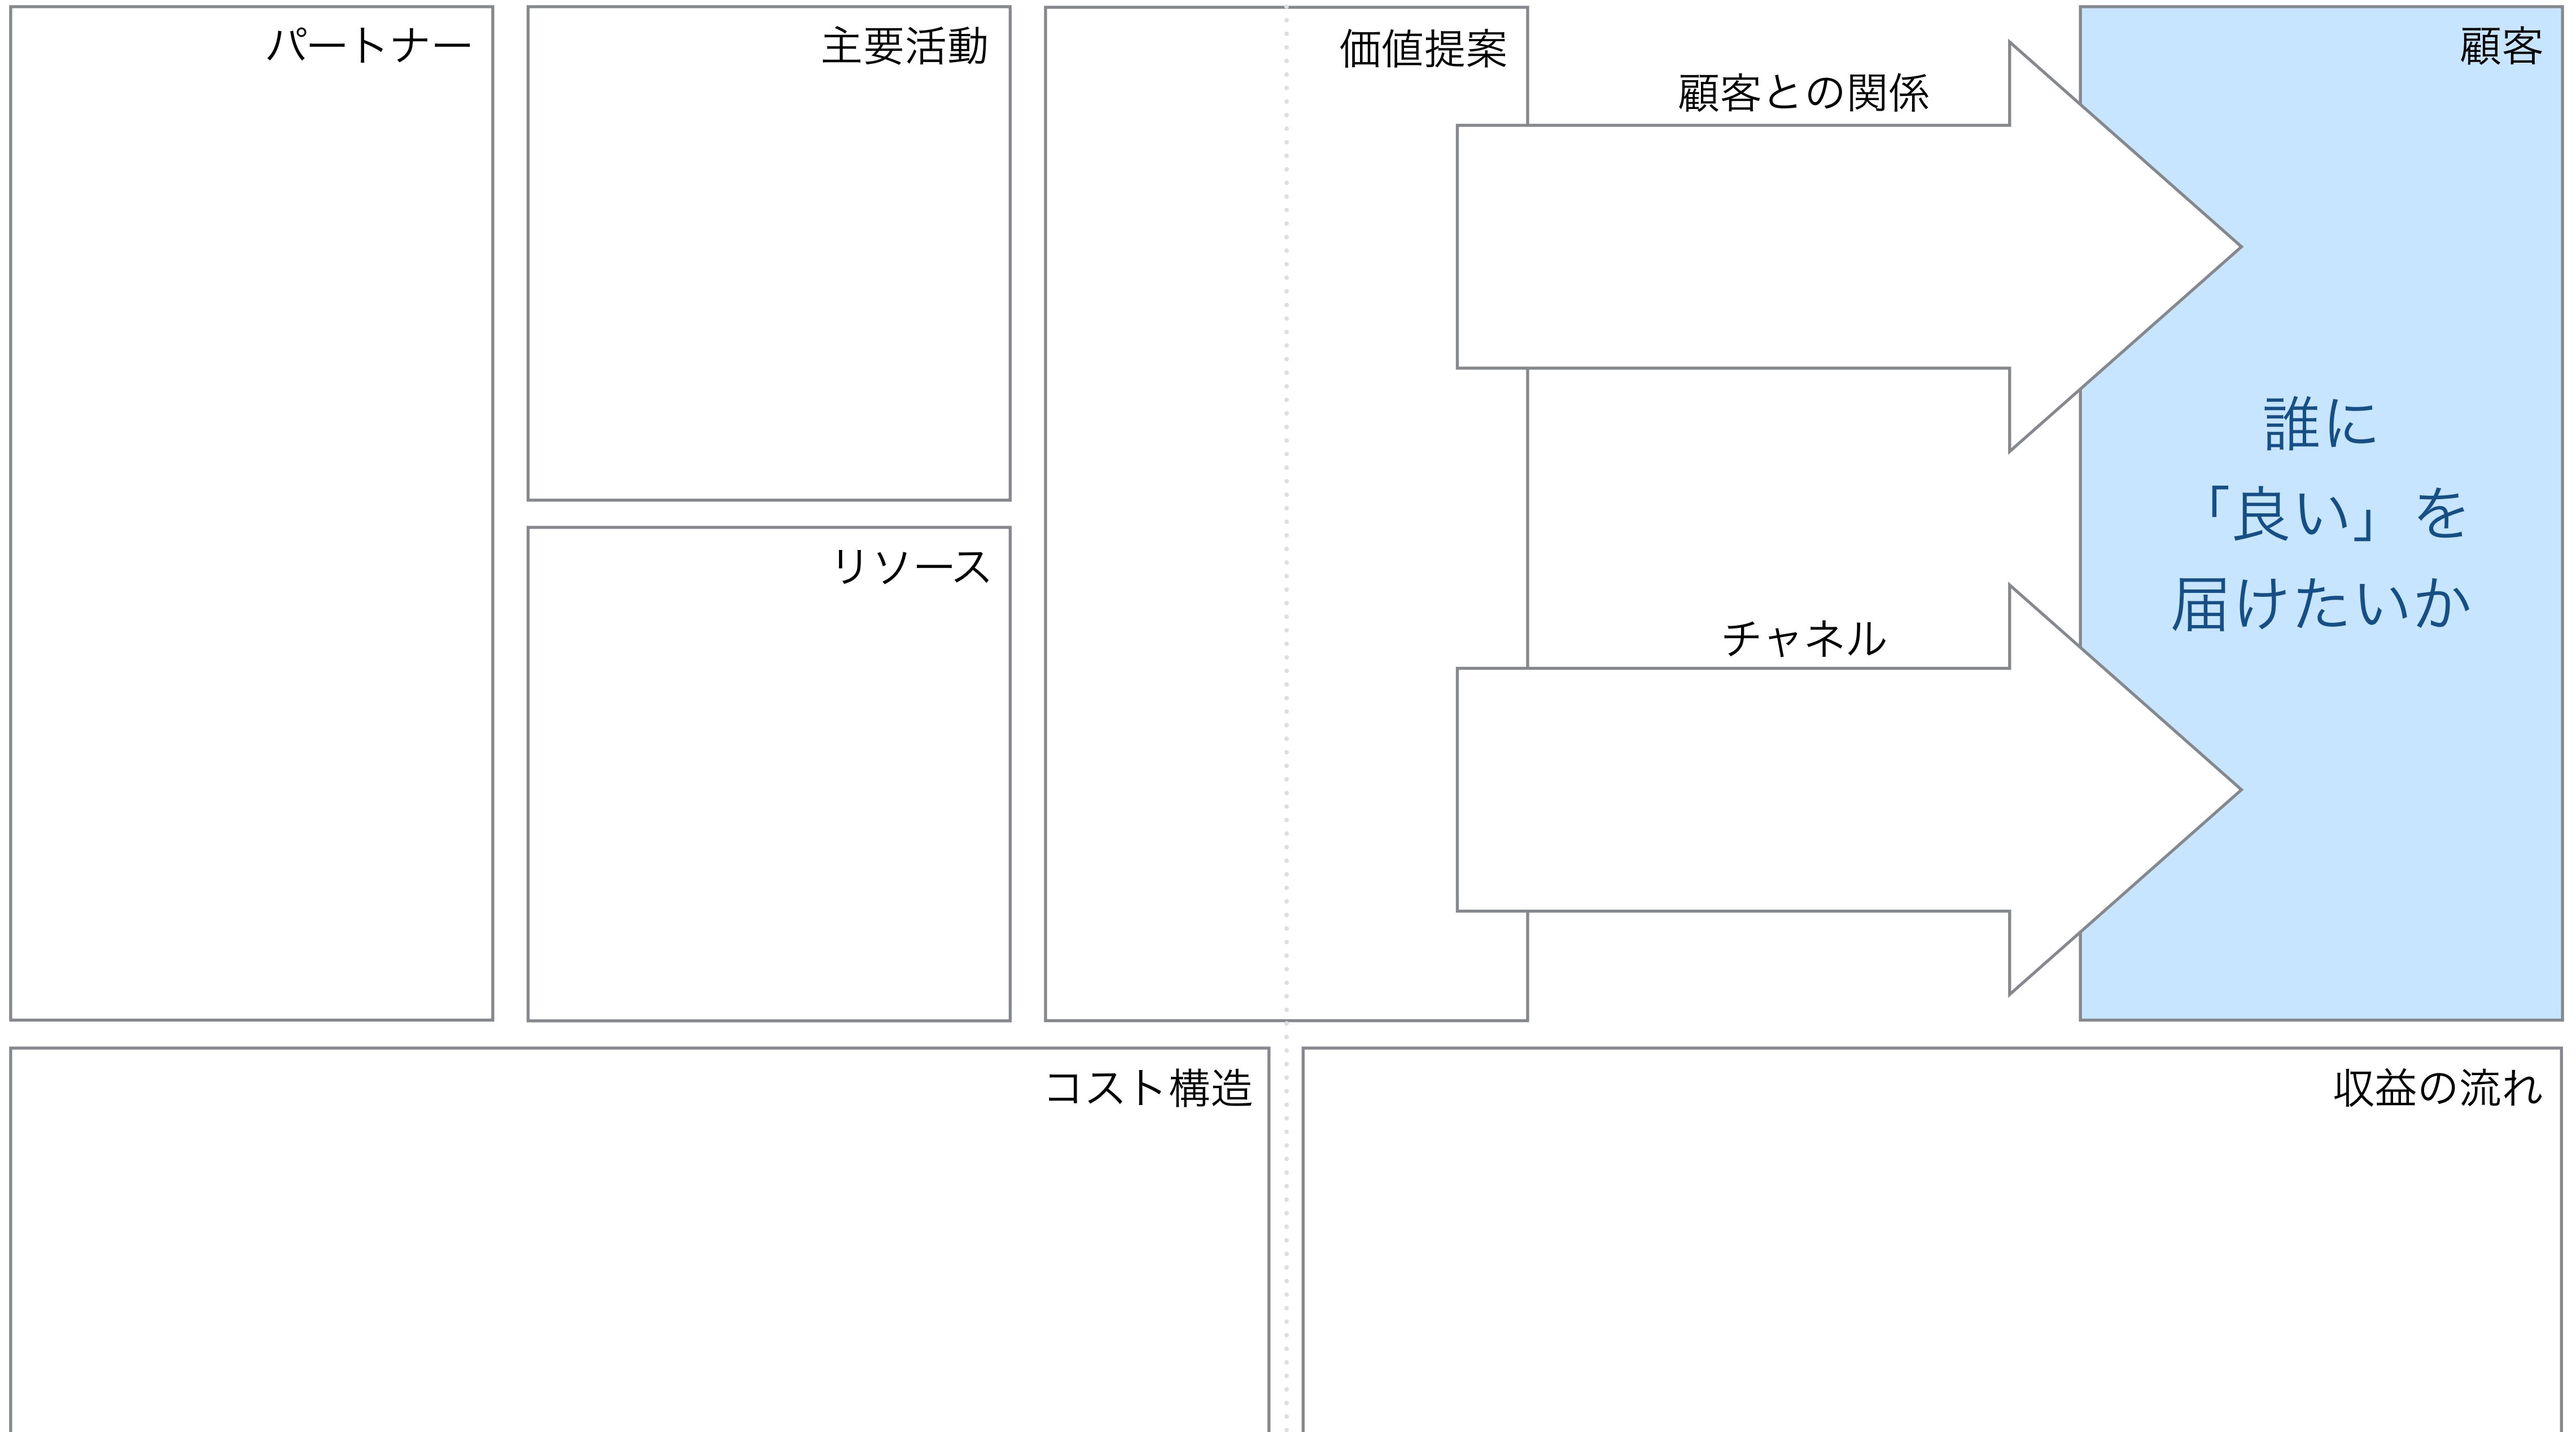 パートナー
主要活動
価値提案
顧客との関係
顧客
リソース
チャネル
誰に
「良い」を
届けたいか
コスト構造
収益の流れ